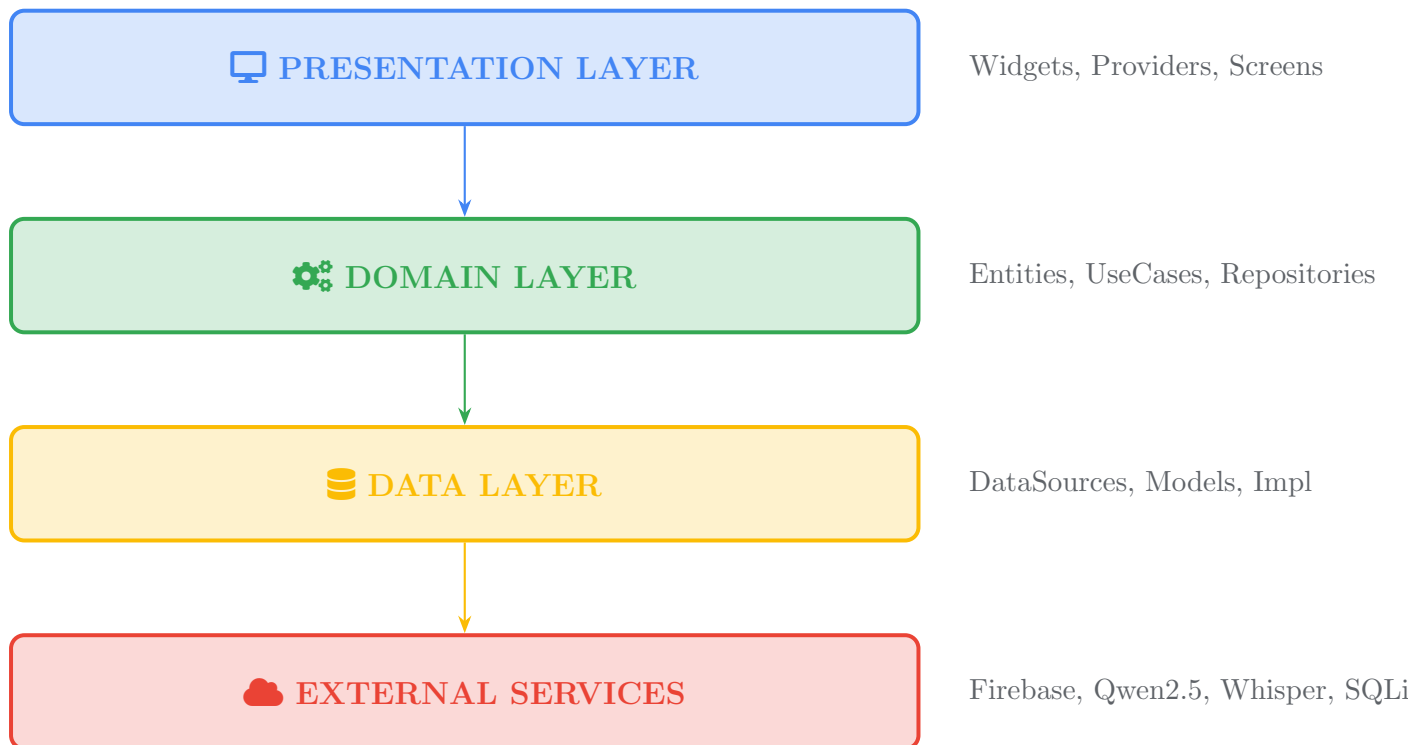 PRESENTATION LAYER
Widgets, Providers, Screens
DOMAIN LAYER
Entities, UseCases, Repositories
DATA LAYER
DataSources, Models, Impl
EXTERNAL SERVICES
Firebase, Qwen2.5, Whisper, SQLi